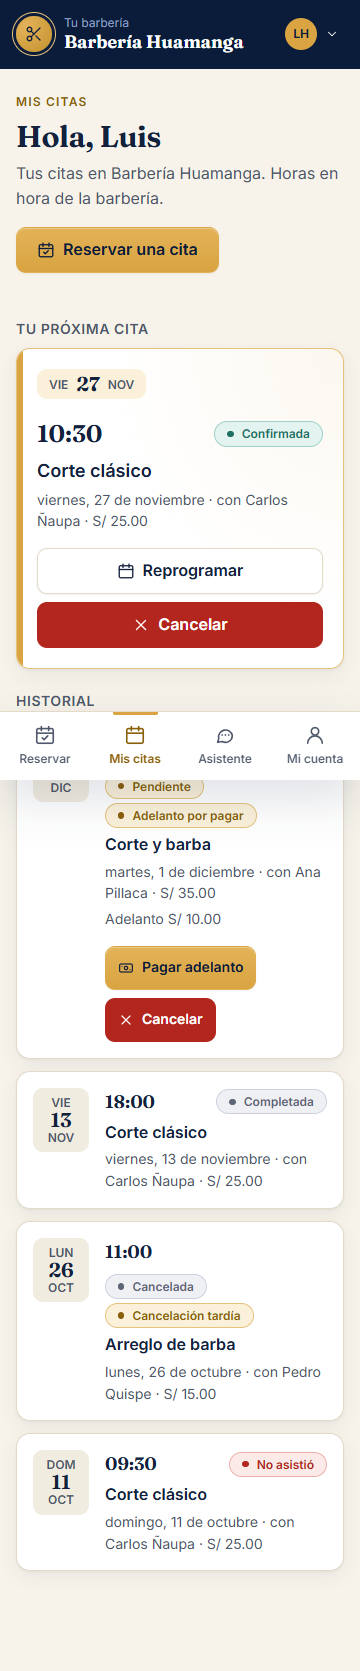 Tu barbería
Barbería Huamanga
LH
MIS CITAS
Hola, Luis
Tus citas en Barbería Huamanga. Horas en
hora de la barbería.
Reservar una cita
TU PRÓXIMA CITA
VIE 27 NOV
10:30
Confirmada
Corte clásico
viernes, 27 de noviembre · con Carlos
Ñaupa · S/ 25.00
Reprogramar
Cancelar
HISTORIAL
Reservar
Mis citas
Asistente
Mi cuenta
DIC
Pendiente
Adelanto por pagar
Corte y barba
martes, 1 de diciembre · con Ana
Pillaca · S/ 35.00
Adelanto S/ 10.00
Pagar adelanto
Cancelar
VIE
13
NOV
18:00
Completada
Corte clásico
viernes, 13 de noviembre · con
Carlos Ñaupa · S/ 25.00
LUN
26
OCT
11:00
Cancelada
Cancelación tardía
Arreglo de barba
lunes, 26 de octubre · con Pedro
Quispe · S/ 15.00
DOM
11
OCT
09:30
No asistió
Corte clásico
domingo, 11 de octubre · con
Carlos Ñaupa · S/ 25.00